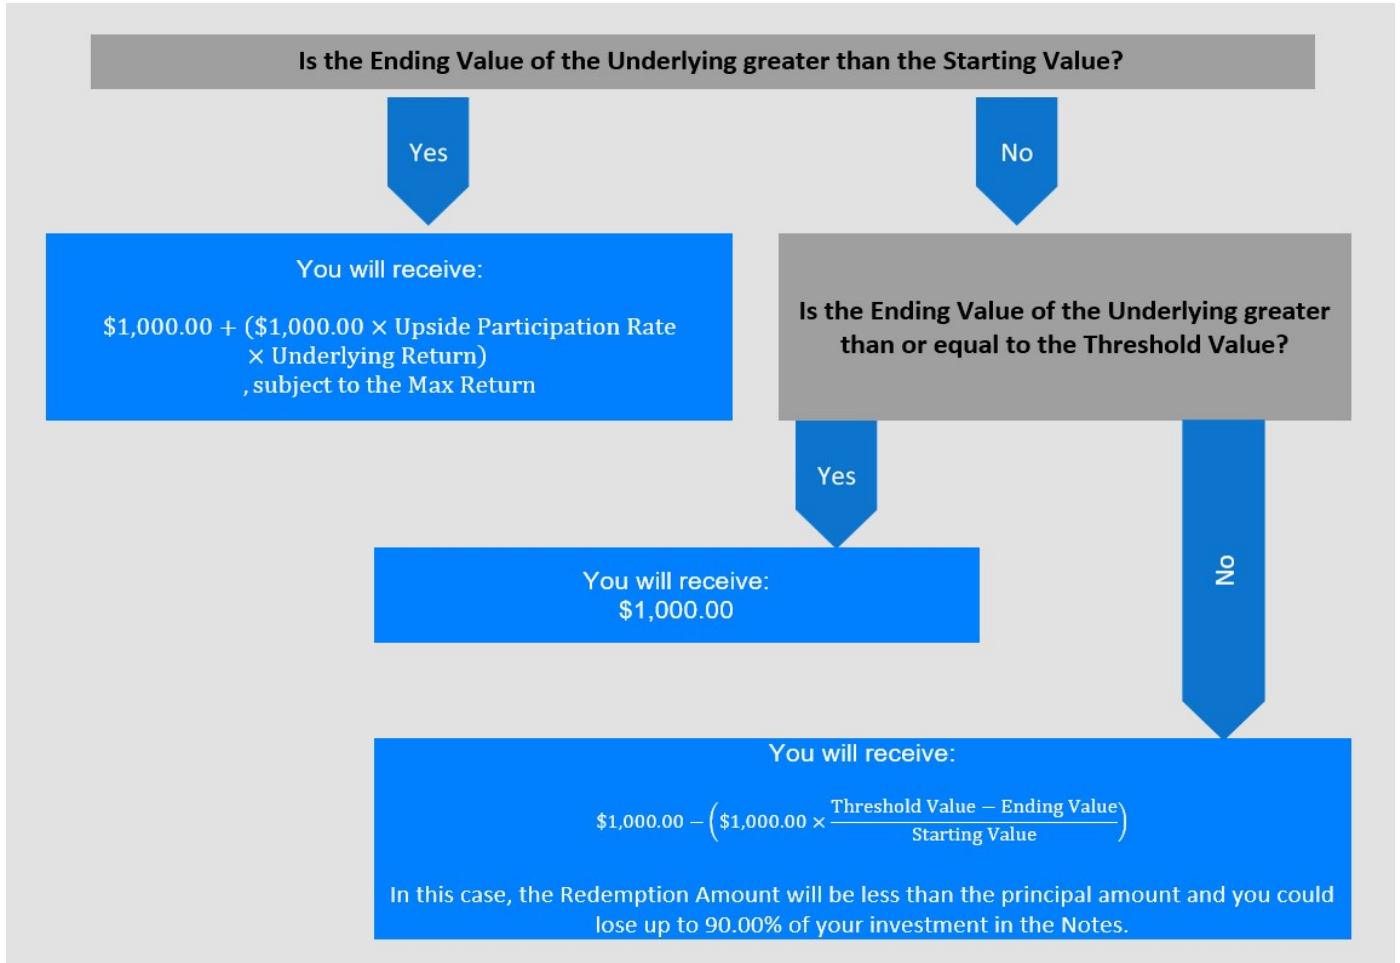 Is the Ending Value of the Underlying greater than the Starting Value?
Yes
No
You will receive:
$1,000.00 + ($1,000.00 × Upside Participation Rate
× Underlying Return)
, subject to the Max Return
Is the Ending Value of the Underlying greater
than or equal to the Threshold Value?
Yes
No
You will receive:
$1,000.00
You will receive:
$1,000.00 − ($1,000.00 × Threshold Value − Ending Value / Starting Value)
In this case, the Redemption Amount will be less than the principal amount and you could
lose up to 90.00% of your investment in the Notes.